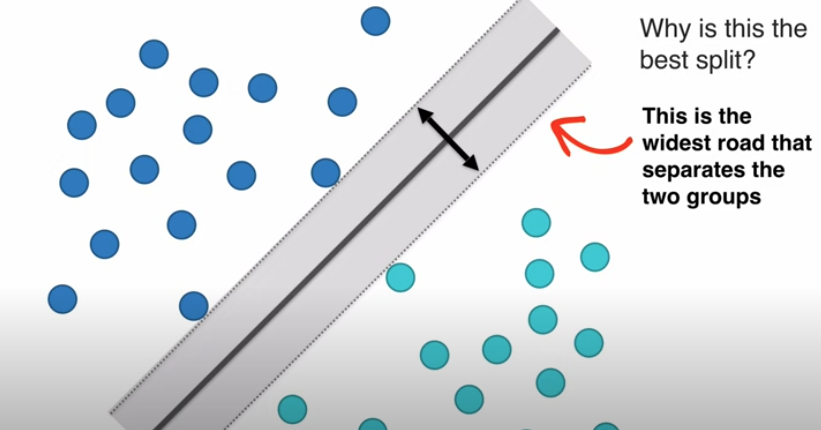 Why is this the
best split?
This is the
widest road that
separates the
two groups